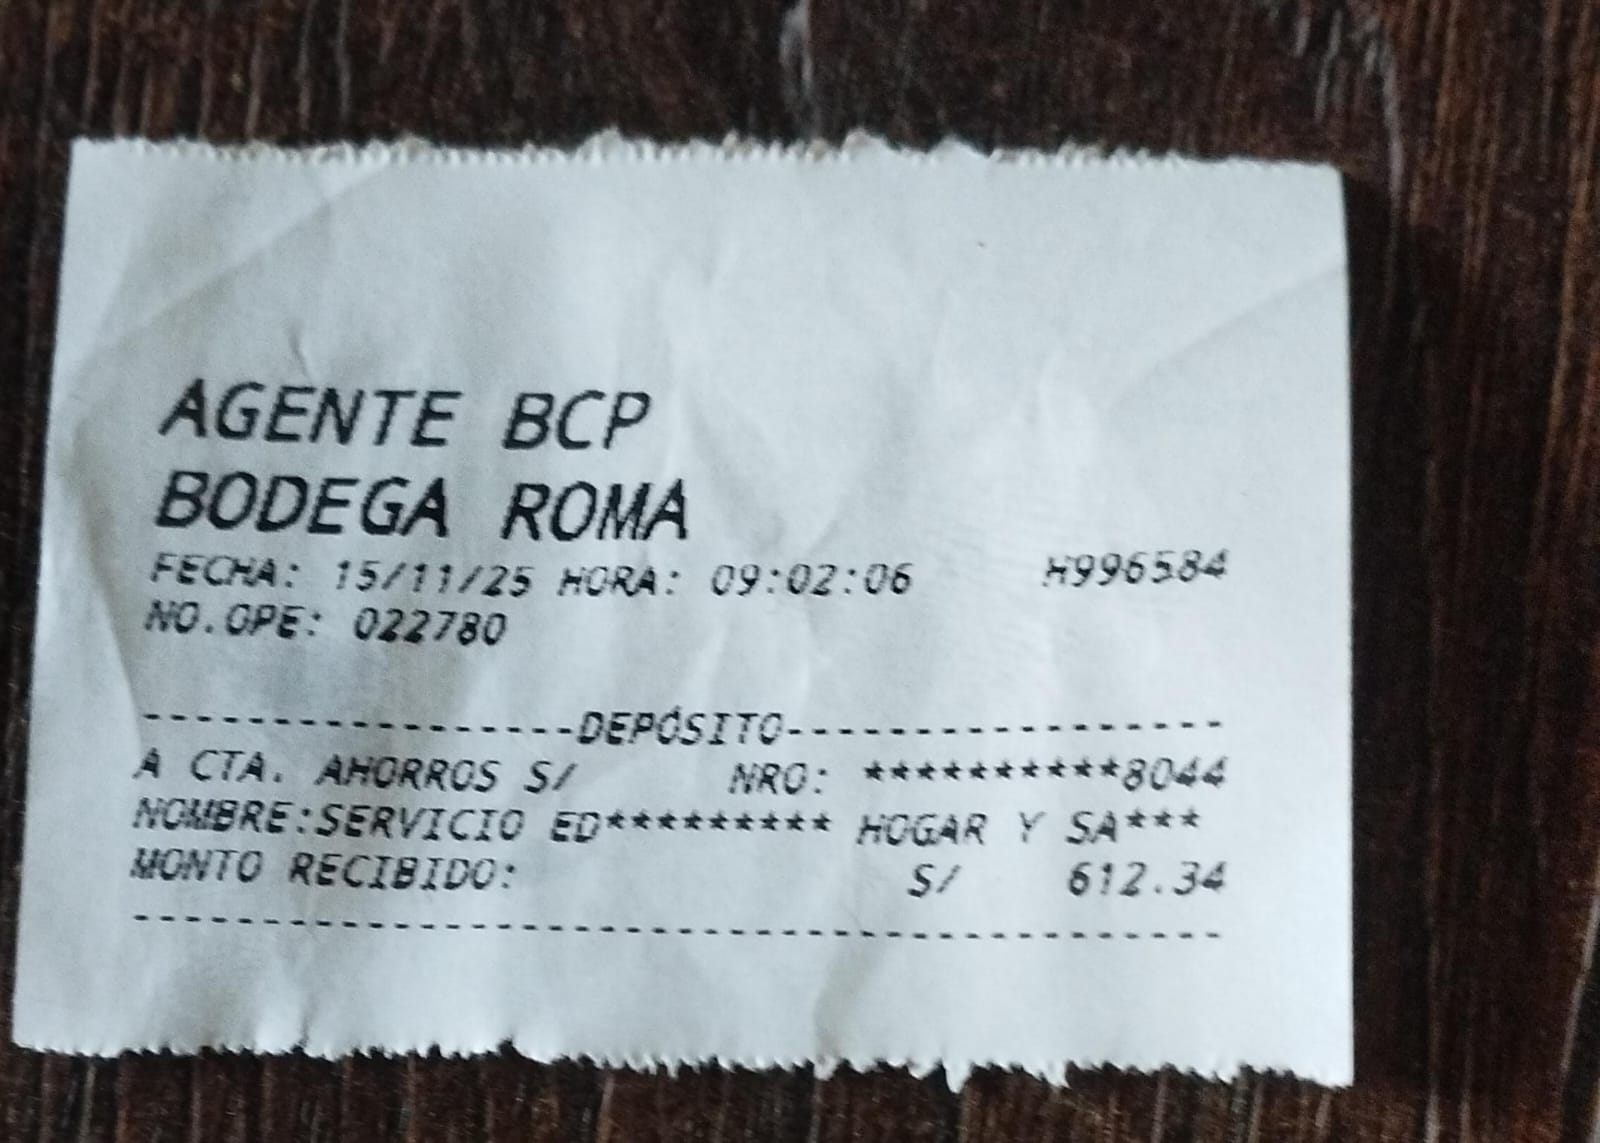 AGENTE BCP
BODEGA ROMA
FECHA: 15/11/25 HORA: 09:02:06 H996584
NO.OPE: 022780
------------------DEPÓSITO------------------
A CTA. AHORROS S/ NRO: **********8044
NOMBRE:SERVICIO ED********* HOGAR Y SA***
MONTO RECIBIDO: S/ 612.34
--------------------------------------------